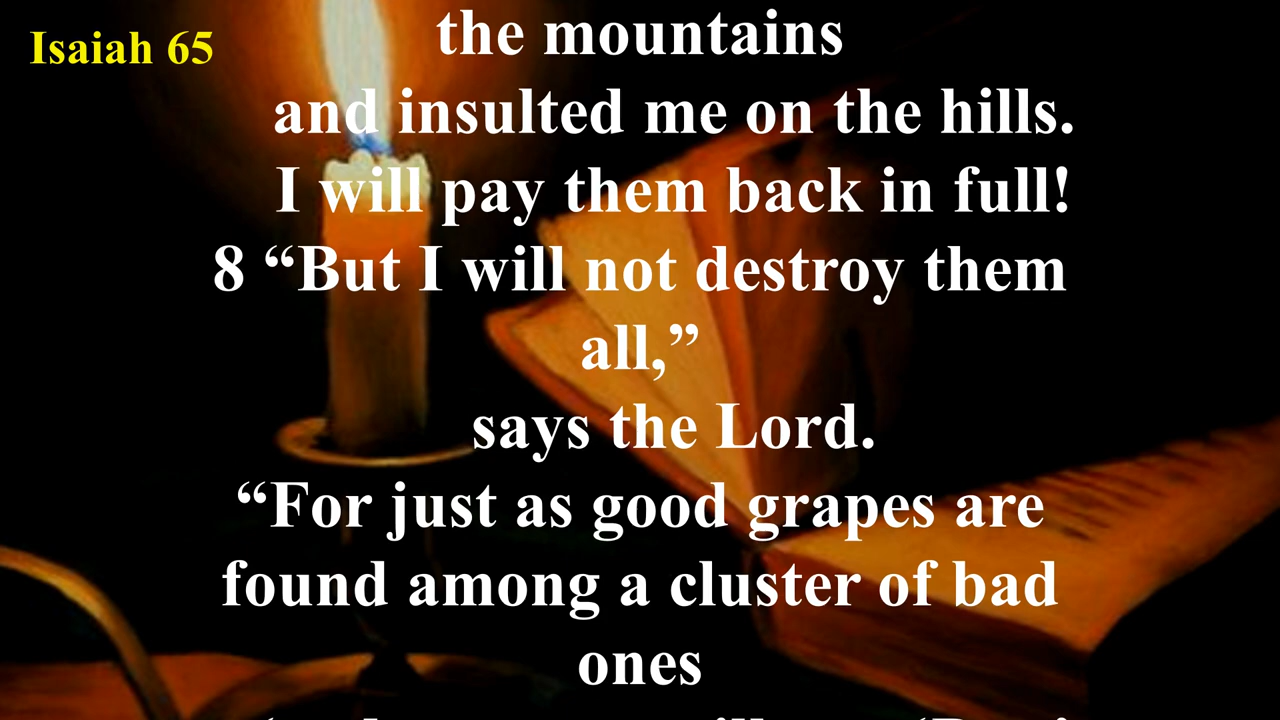 Isaiah 65
the mountains
and insulted me on the hills.
I will pay them back in full!
8 “But I will not destroy them
all,”
says the Lord.
“For just as good grapes are
found among a cluster of bad
ones